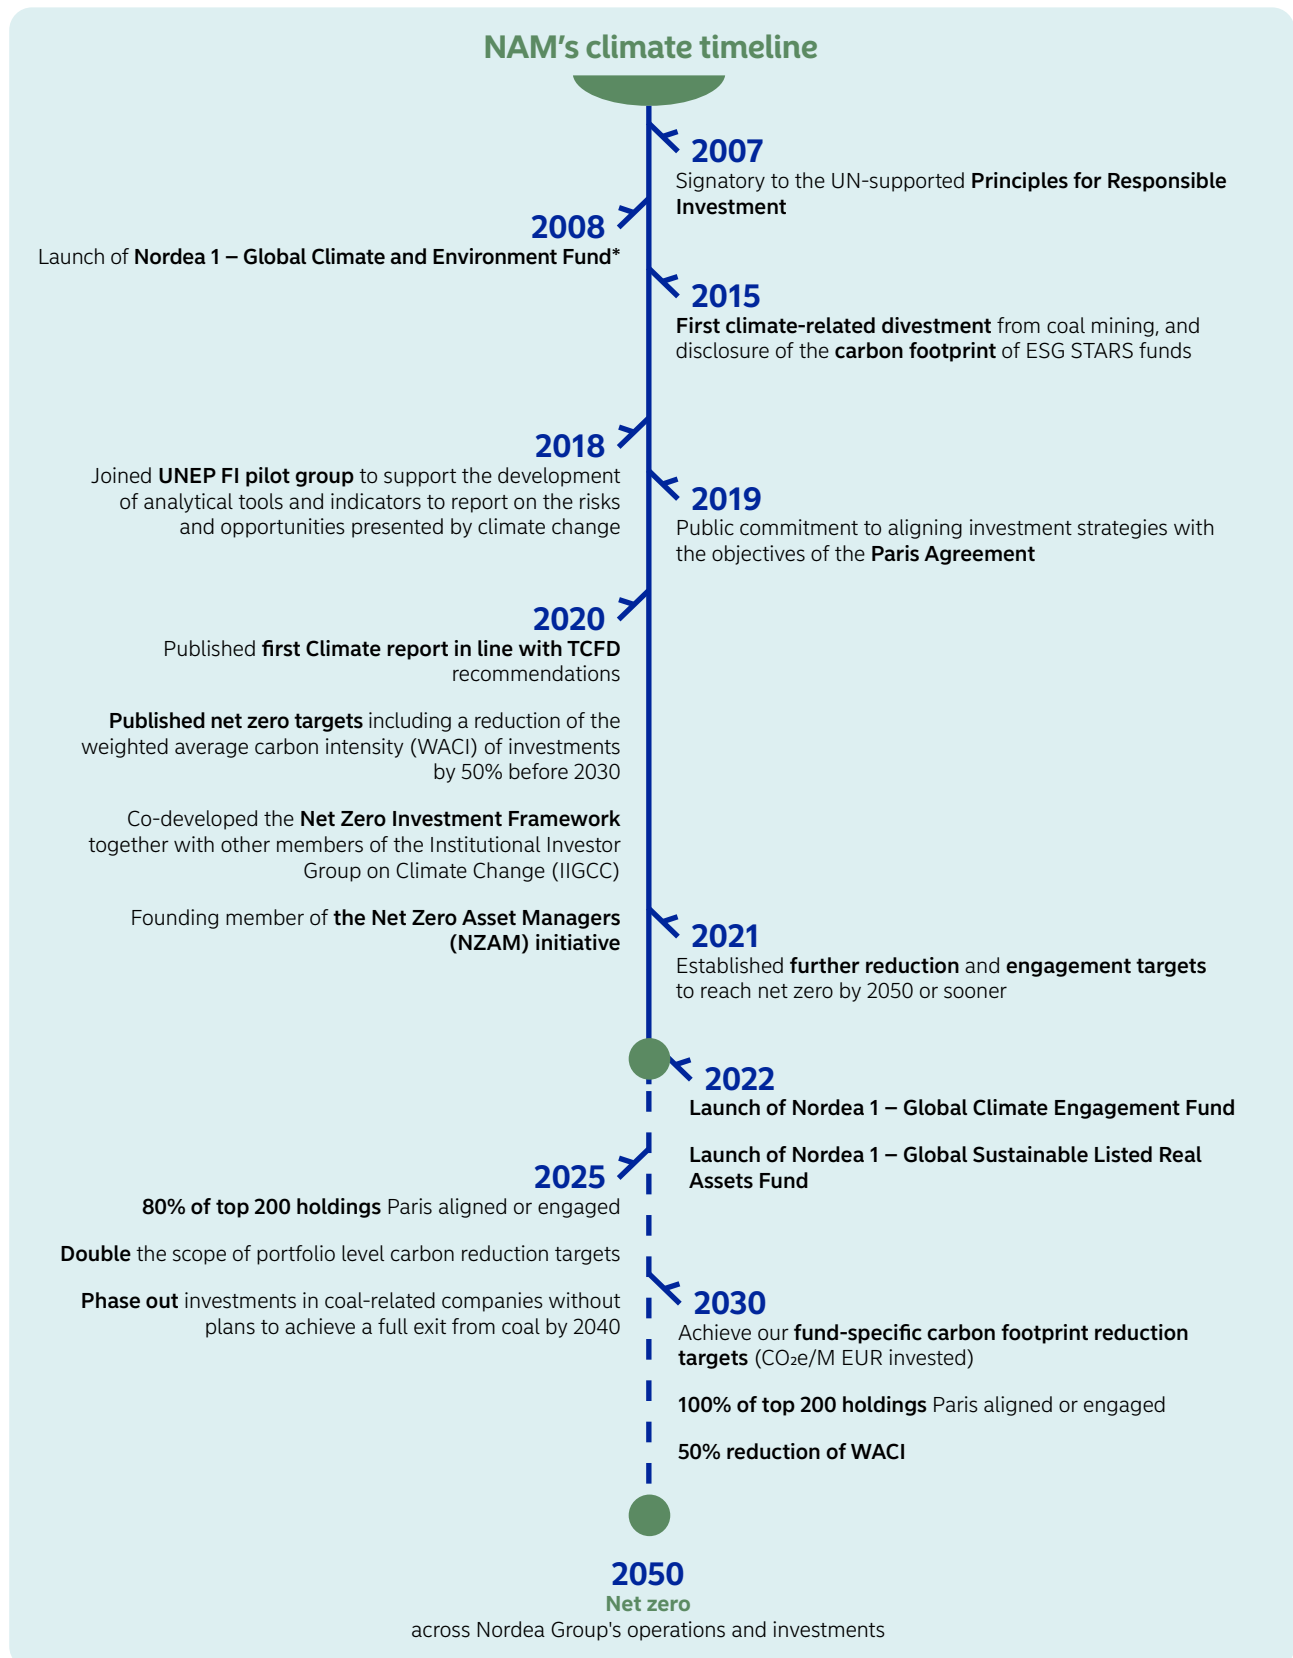 NAM's climate timeline
2007
Signatory to the UN-supported Principles for Responsible
Investment
2008
Launch of Nordea 1 – Global Climate and Environment Fund*
2015
First climate-related divestment from coal mining, and
disclosure of the carbon footprint of ESG STARS funds
2018
Joined UNEP FI pilot group to support the development
of analytical tools and indicators to report on the risks
and opportunities presented by climate change
2019
Public commitment to aligning investment strategies with
the objectives of the Paris Agreement
2020
Published first Climate report in line with TCFD
recommendations
Published net zero targets including a reduction of the
weighted average carbon intensity (WACI) of investments
by 50% before 2030
Co-developed the Net Zero Investment Framework
together with other members of the Institutional Investor
Group on Climate Change (IIGCC)
Founding member of the Net Zero Asset Managers
(NZAM) initiative
2021
Established further reduction and engagement targets
to reach net zero by 2050 or sooner
2022
Launch of Nordea 1 – Global Climate Engagement Fund
Launch of Nordea 1 – Global Sustainable Listed Real
Assets Fund
2025
80% of top 200 holdings Paris aligned or engaged
Double the scope of portfolio level carbon reduction targets
Phase out investments in coal-related companies without
plans to achieve a full exit from coal by 2040
2030
Achieve our fund-specific carbon footprint reduction
targets (CO₂e/M EUR invested)
100% of top 200 holdings Paris aligned or engaged
50% reduction of WACI
2050
Net zero
across Nordea Group's operations and investments